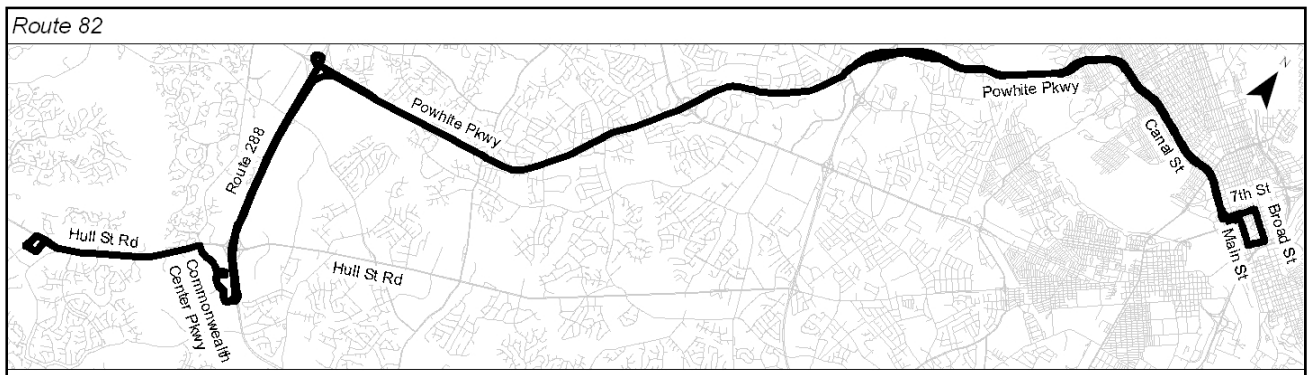 Route 82
N
Powhite Pkwy
Powhite Pkwy
Canal St
Route 288
7th St
Broad St
Main St
Hull St Rd
Commonwealth
Center Pkwy
Hull St Rd